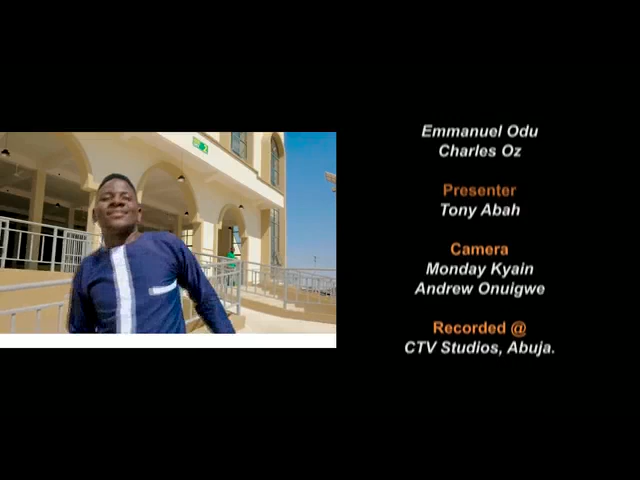 Emmanuel Odu
Charles Oz
Presenter
Tony Abah
Camera
Monday Kyain
Andrew Onuigwe
Recorded @
CTV Studios, Abuja.